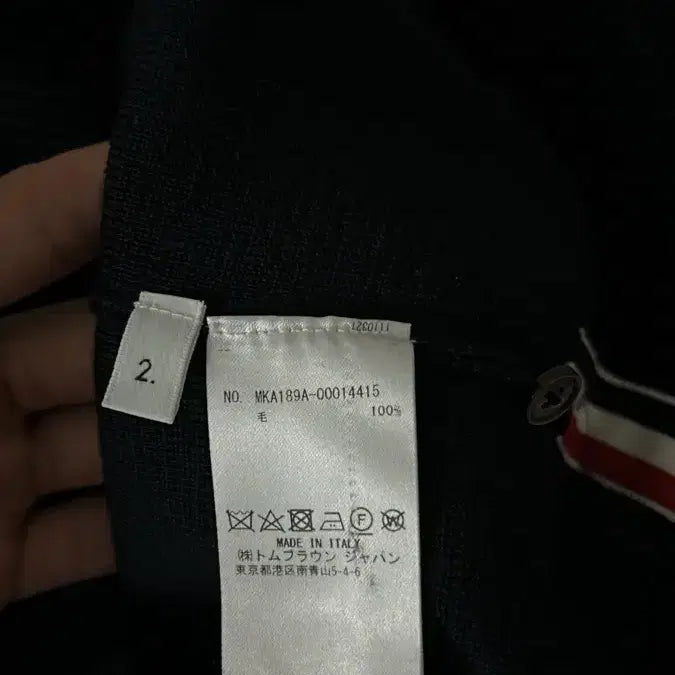 2.
1110321
NO. MKA189A-00014415
毛 100%
F W
MADE IN ITALY
(株)トムブラウン ジャパン
東京都港区南青山5-4-6